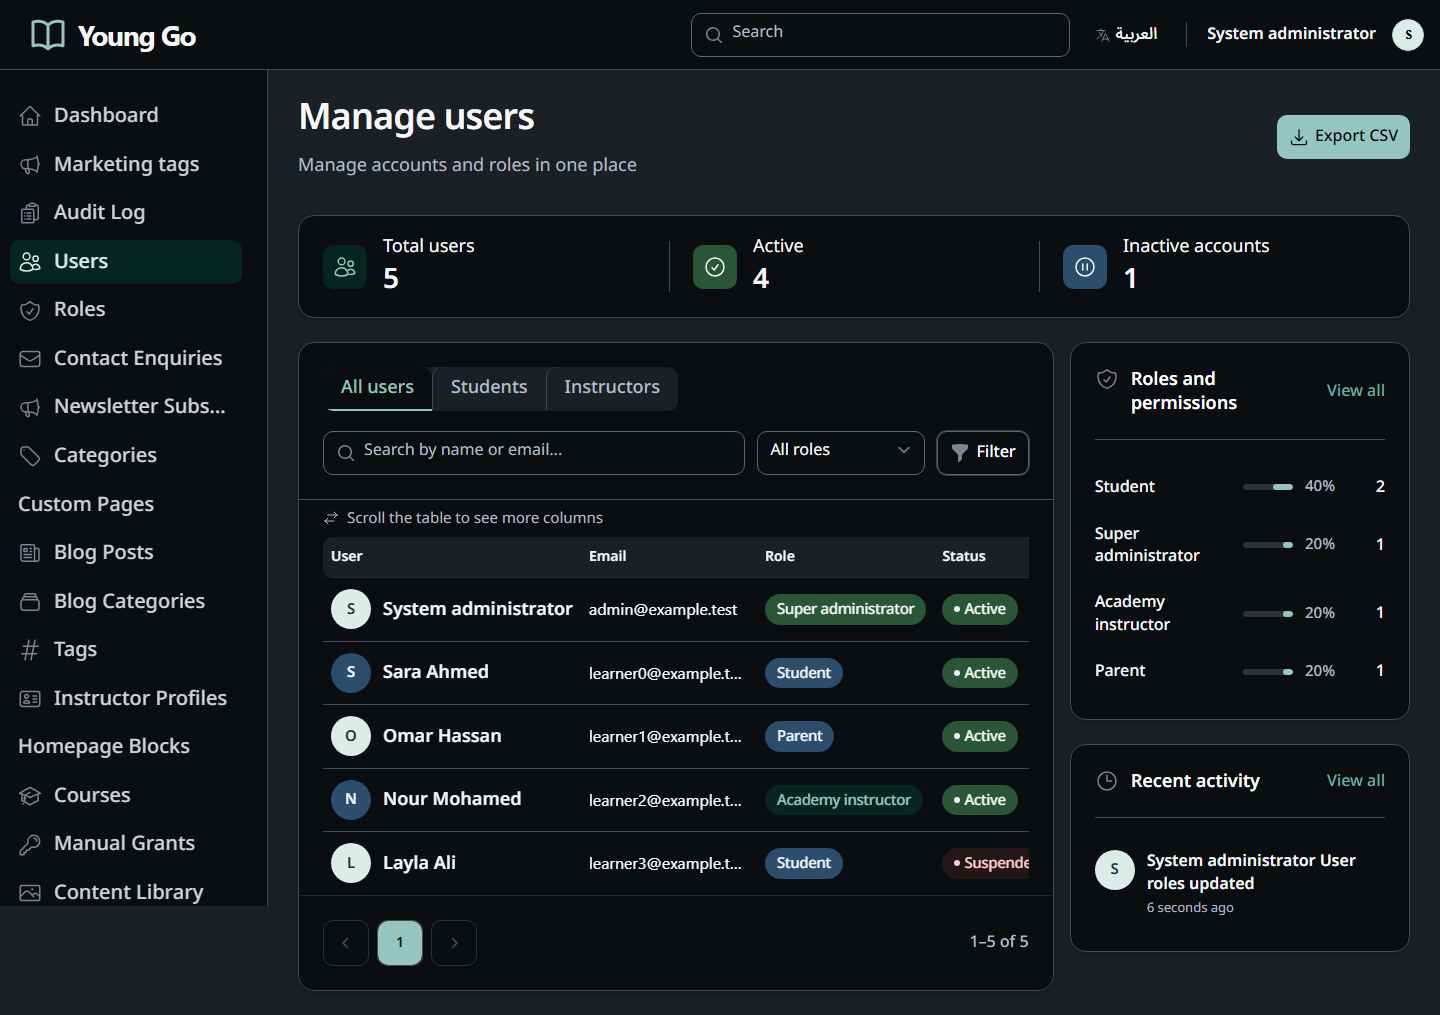 Young Go
Search
العربية
System administrator
S
Dashboard
Marketing tags
Audit Log
Users
Roles
Contact Enquiries
Newsletter Subs...
Categories
Custom Pages
Blog Posts
Blog Categories
Tags
Instructor Profiles
Homepage Blocks
Courses
Manual Grants
Content Library
Manage users
Manage accounts and roles in one place
Export CSV
Total users
5
Active
4
Inactive accounts
1
All users
Students
Instructors
Search by name or email...
All roles
Filter
Scroll the table to see more columns
User Email Role Status
S System administrator admin@example.test Super administrator Active
S Sara Ahmed learner0@example.t... Student Active
O Omar Hassan learner1@example.t... Parent Active
N Nour Mohamed learner2@example.t... Academy instructor Active
L Layla Ali learner3@example.t... Student Suspende
1
1–5 of 5
Roles and
permissions
View all
Student 40% 2
Super
administrator 20% 1
Academy
instructor 20% 1
Parent 20% 1
Recent activity
View all
S
System administrator User
roles updated
6 seconds ago